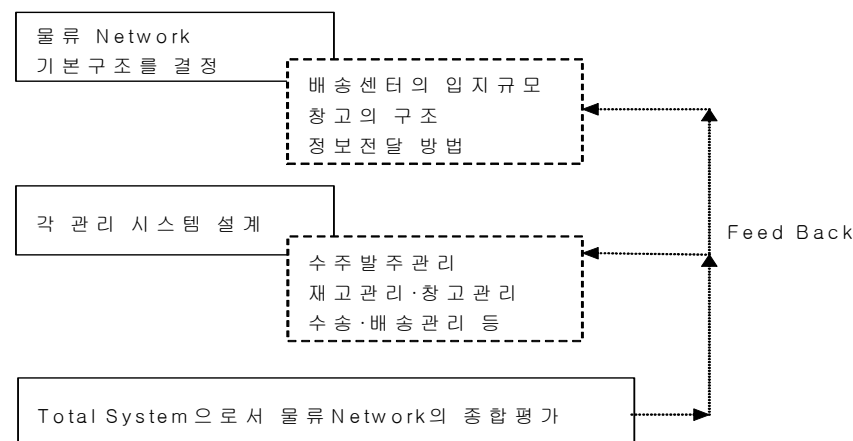 물류 Network
기본구조를 결정
배송센터의 입지규모
창고의 구조
정보전달 방법
각 관리 시스템 설계
Feed Back
수주발주관리
재고관리·창고관리
수송·배송관리 등
Total System으로서 물류Network의 종합평가